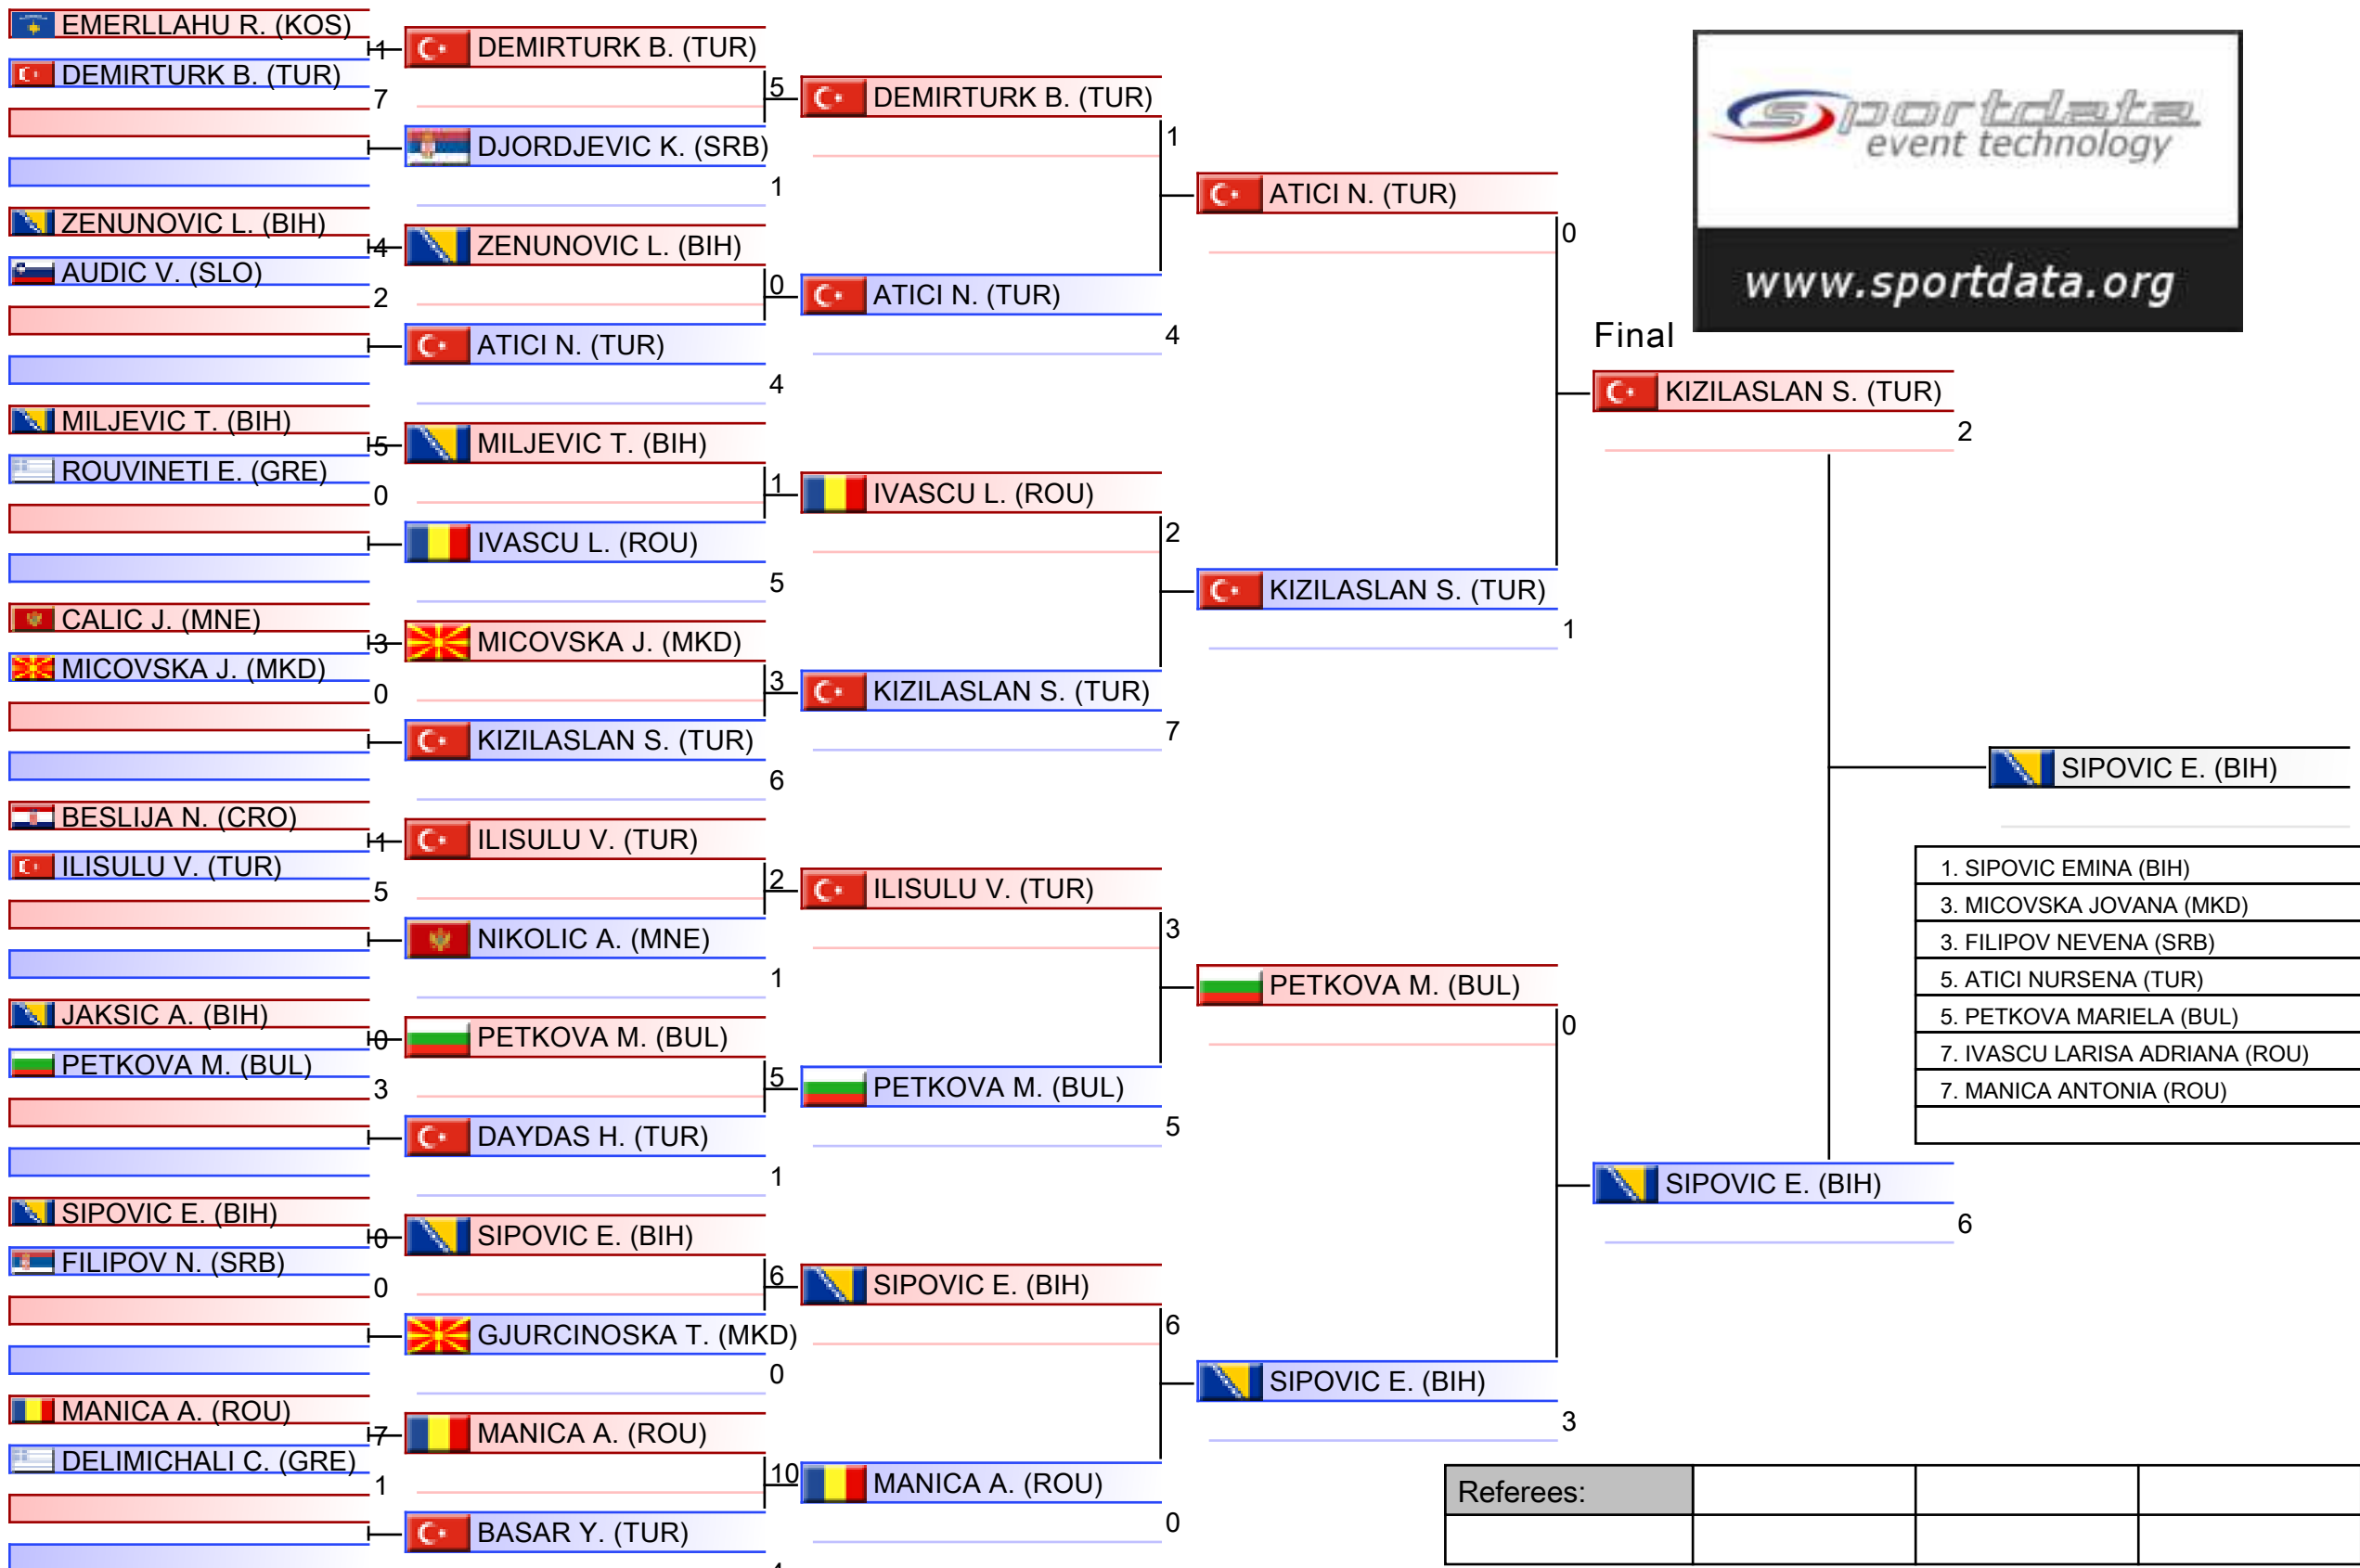 EMERLLAHU R. (KOS)
1
DEMIRTURK B. (TUR)
7
ZENUNOVIC L. (BIH)
4
AUDIC V. (SLO)
2
MILJEVIC T. (BIH)
5
ROUVINETI E. (GRE)
0
CALIC J. (MNE)
3
MICOVSKA J. (MKD)
0
BESLIJA N. (CRO)
1
ILISULU V. (TUR)
5
JAKSIC A. (BIH)
0
PETKOVA M. (BUL)
3
SIPOVIC E. (BIH)
0
FILIPOV N. (SRB)
0
MANICA A. (ROU)
7
DELIMICHALI C. (GRE)
1
DEMIRTURK B. (TUR)
5
DJORDJEVIC K. (SRB)
1
ZENUNOVIC L. (BIH)
0
ATICI N. (TUR)
4
MILJEVIC T. (BIH)
1
IVASCU L. (ROU)
5
MICOVSKA J. (MKD)
3
KIZILASLAN S. (TUR)
6
ILISULU V. (TUR)
2
NIKOLIC A. (MNE)
1
PETKOVA M. (BUL)
5
DAYDAS H. (TUR)
1
SIPOVIC E. (BIH)
6
GJURCINOSKA T. (MKD)
0
MANICA A. (ROU)
10
BASAR Y. (TUR)
DEMIRTURK B. (TUR)
1
ATICI N. (TUR)
4
IVASCU L. (ROU)
2
KIZILASLAN S. (TUR)
7
ILISULU V. (TUR)
3
PETKOVA M. (BUL)
5
SIPOVIC E. (BIH)
6
MANICA A. (ROU)
0
ATICI N. (TUR)
0
KIZILASLAN S. (TUR)
1
PETKOVA M. (BUL)
0
SIPOVIC E. (BIH)
3
sportdata
event technology
www.sportdata.org
Final
KIZILASLAN S. (TUR)
2
SIPOVIC E. (BIH)
6
SIPOVIC E. (BIH)
1. SIPOVIC EMINA (BIH)
3. MICOVSKA JOVANA (MKD)
3. FILIPOV NEVENA (SRB)
5. ATICI NURSENA (TUR)
5. PETKOVA MARIELA (BUL)
7. IVASCU LARISA ADRIANA (ROU)
7. MANICA ANTONIA (ROU)
Referees: